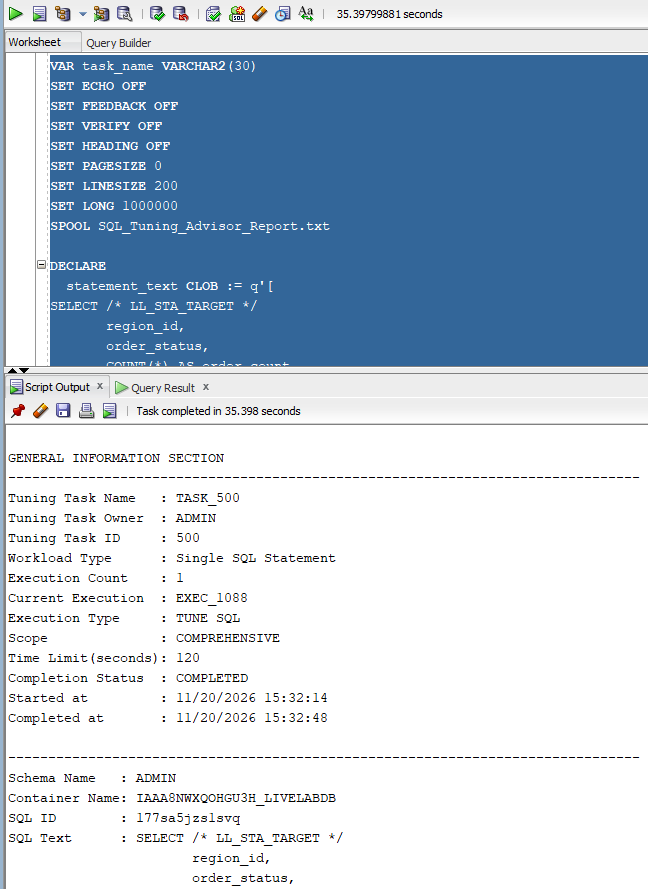 35.39799881 seconds
Worksheet Query Builder
VAR task_name VARCHAR2(30)
SET ECHO OFF
SET FEEDBACK OFF
SET VERIFY OFF
SET HEADING OFF
SET PAGESIZE 0
SET LINESIZE 200
SET LONG 1000000
SPOOL SQL_Tuning_Advisor_Report.txt
DECLARE
statement_text CLOB := q'[
SELECT /* LL_STA_TARGET */
region_id,
order_status,
COUNT(*) AS order_count
Script Output x Query Result x
Task completed in 35.398 seconds
GENERAL INFORMATION SECTION
-------------------------------------------------------------------------------
Tuning Task Name : TASK_500
Tuning Task Owner : ADMIN
Tuning Task ID : 500
Workload Type : Single SQL Statement
Execution Count : 1
Current Execution : EXEC_1088
Execution Type : TUNE SQL
Scope : COMPREHENSIVE
Time Limit(seconds): 120
Completion Status : COMPLETED
Started at : 11/20/2026 15:32:14
Completed at : 11/20/2026 15:32:48
-------------------------------------------------------------------------------
Schema Name : ADMIN
Container Name: IAAA8NWXQOHGU3H_LIVELABDB
SQL ID : 177sa5jzslsvq
SQL Text : SELECT /* LL_STA_TARGET */
region_id,
order_status,